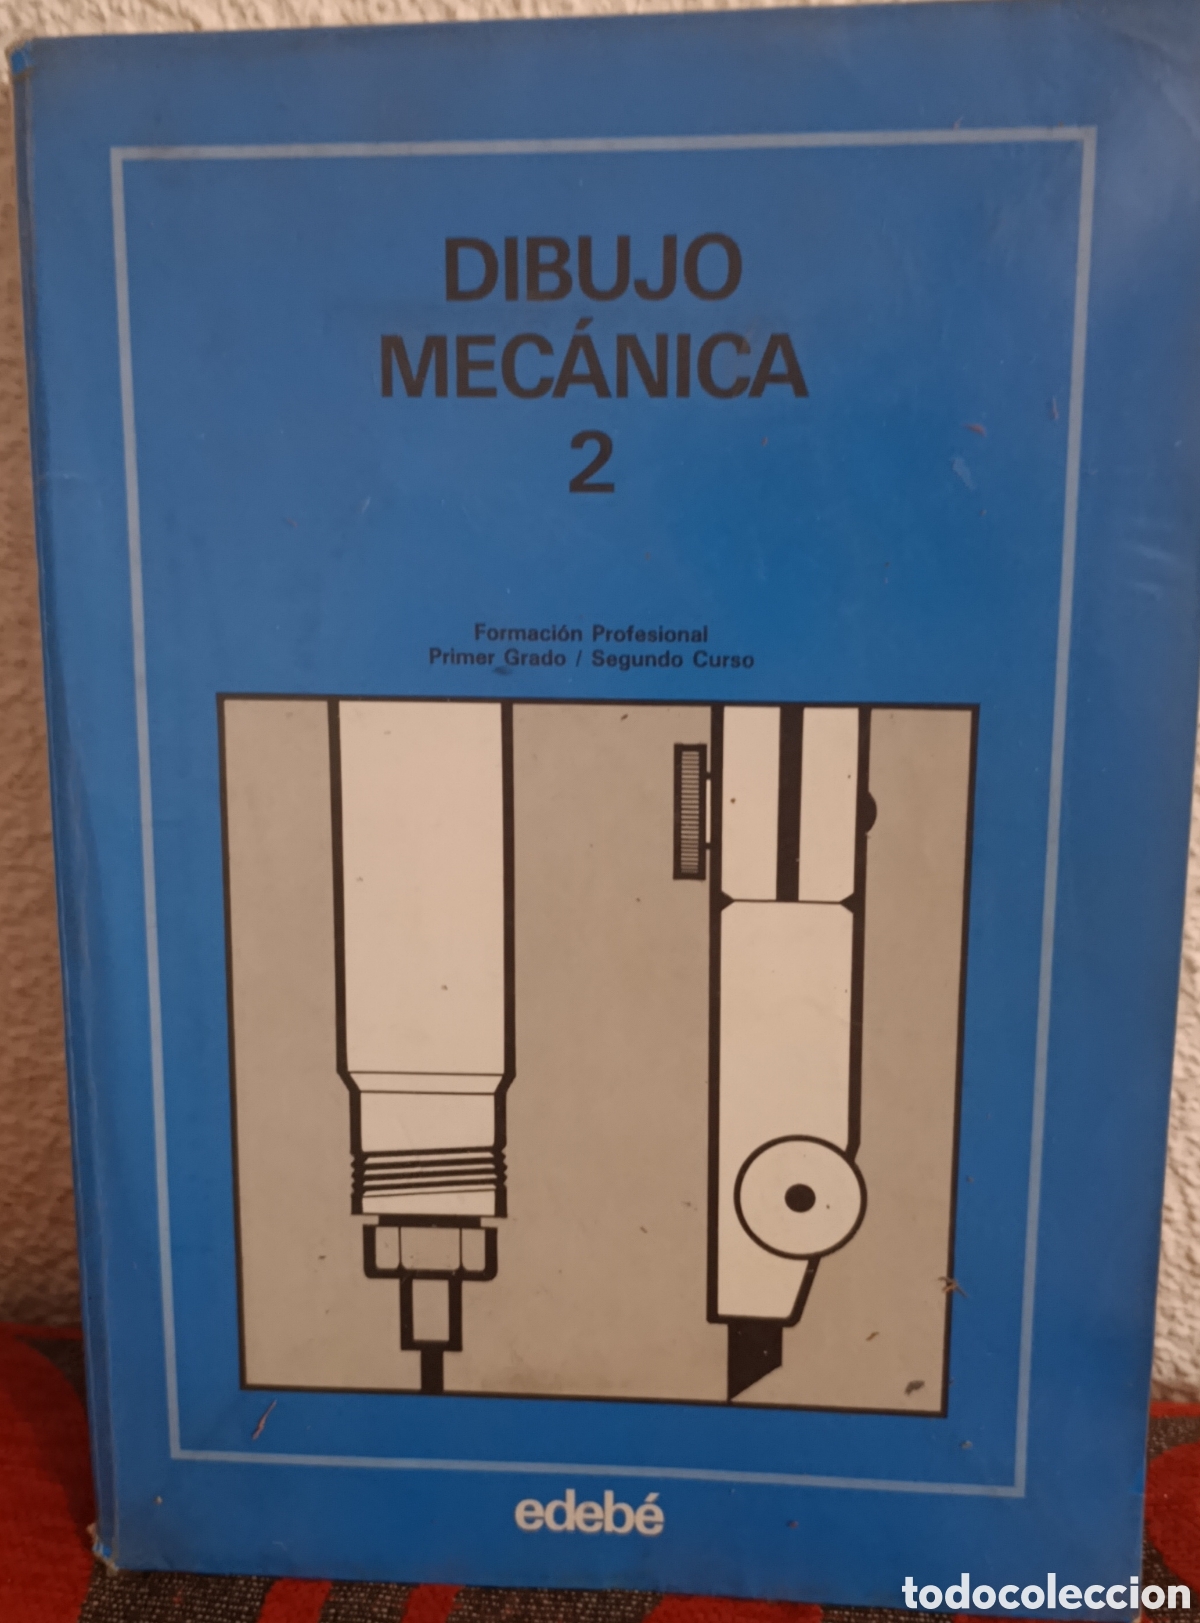 DIBUJO
MECÁNICA
2
Formación Profesional
Primer Grado / Segundo Curso
edebé
todocoleccion